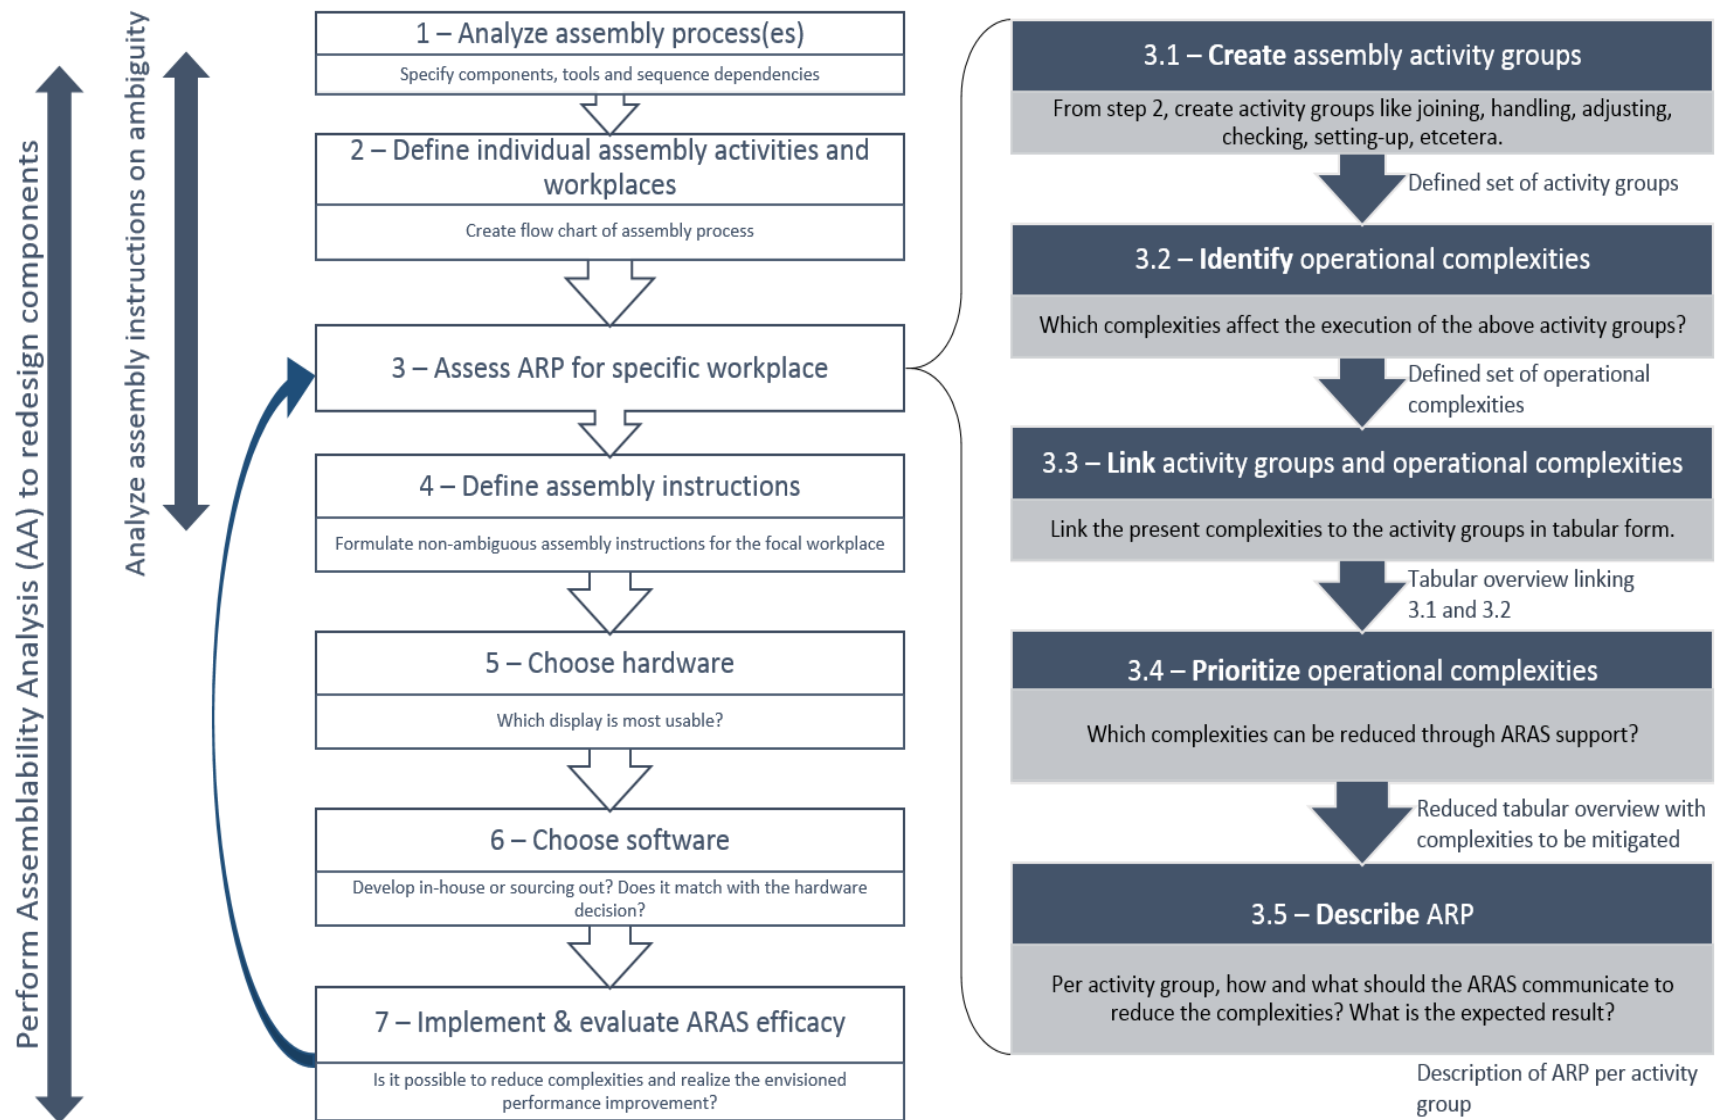 Perform Assemblability Analysis (AA) to redesign components
Analyze assembly instructions on ambiguity
1 – Analyze assembly process(es)
Specify components, tools and sequence dependencies
2 – Define individual assembly activities and
workplaces
Create flow chart of assembly process
3 – Assess ARP for specific workplace
4 – Define assembly instructions
Formulate non-ambiguous assembly instructions for the focal workplace
5 – Choose hardware
Which display is most usable?
6 – Choose software
Develop in-house or sourcing out? Does it match with the hardware
decision?
7 – Implement & evaluate ARAS efficacy
Is it possible to reduce complexities and realize the envisioned
performance improvement?
3.1 – Create assembly activity groups
From step 2, create activity groups like joining, handling, adjusting,
checking, setting-up, etcetera.
Defined set of activity groups
3.2 – Identify operational complexities
Which complexities affect the execution of the above activity groups?
Defined set of operational
complexities
3.3 – Link activity groups and operational complexities
Link the present complexities to the activity groups in tabular form.
Tabular overview linking
3.1 and 3.2
3.4 – Prioritize operational complexities
Which complexities can be reduced through ARAS support?
Reduced tabular overview with
complexities to be mitigated
3.5 – Describe ARP
Per activity group, how and what should the ARAS communicate to
reduce the complexities? What is the expected result?
Description of ARP per activity
group